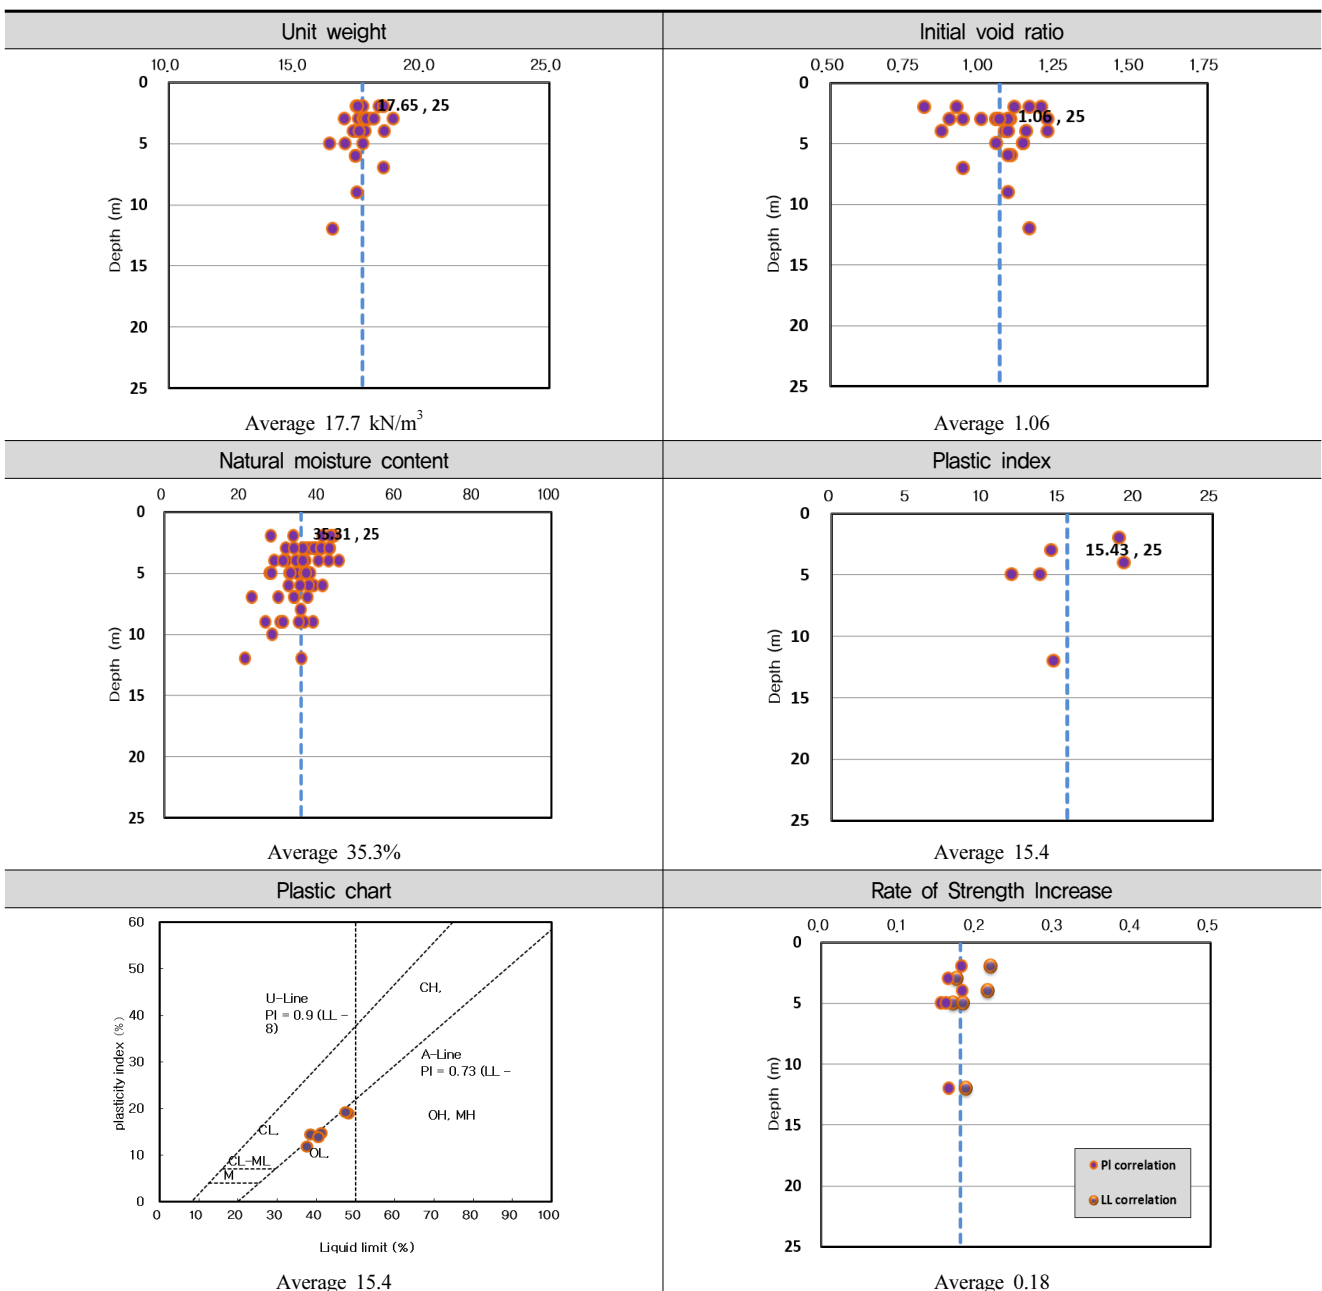 Unit weight
Initial void ratio
10.0 15.0 20.0 25.0
0
5
10
15
20
25
Depth (m)
17.65 , 25
Average 17.7 kN/m³
0.50 0.75 1.00 1.25 1.50 1.75
0
5
10
15
20
25
Depth (m)
1.06 , 25
Average 1.06
Natural moisture content
Plastic index
0 20 40 60 80 100
0
5
10
15
20
25
Depth (m)
35.31 , 25
Average 35.3%
0 5 10 15 20 25
0
5
10
15
20
25
Depth (m)
15.43 , 25
Average 15.4
Plastic chart
Rate of Strength Increase
60
50
40
30
20
10
0
plasticity index (%)
U-Line
PI = 0.9 (LL -
8)
CH,
A-Line
PI = 0.73 (LL -
OH, MH
CL,
OL,
CL-ML
M
0 10 20 30 40 50 60 70 80 90 100
Liquid limit (%)
Average 15.4
0.0 0.1 0.2 0.3 0.4 0.5
0
5
10
15
20
25
Depth (m)
PI correlation
LL correlation
Average 0.18